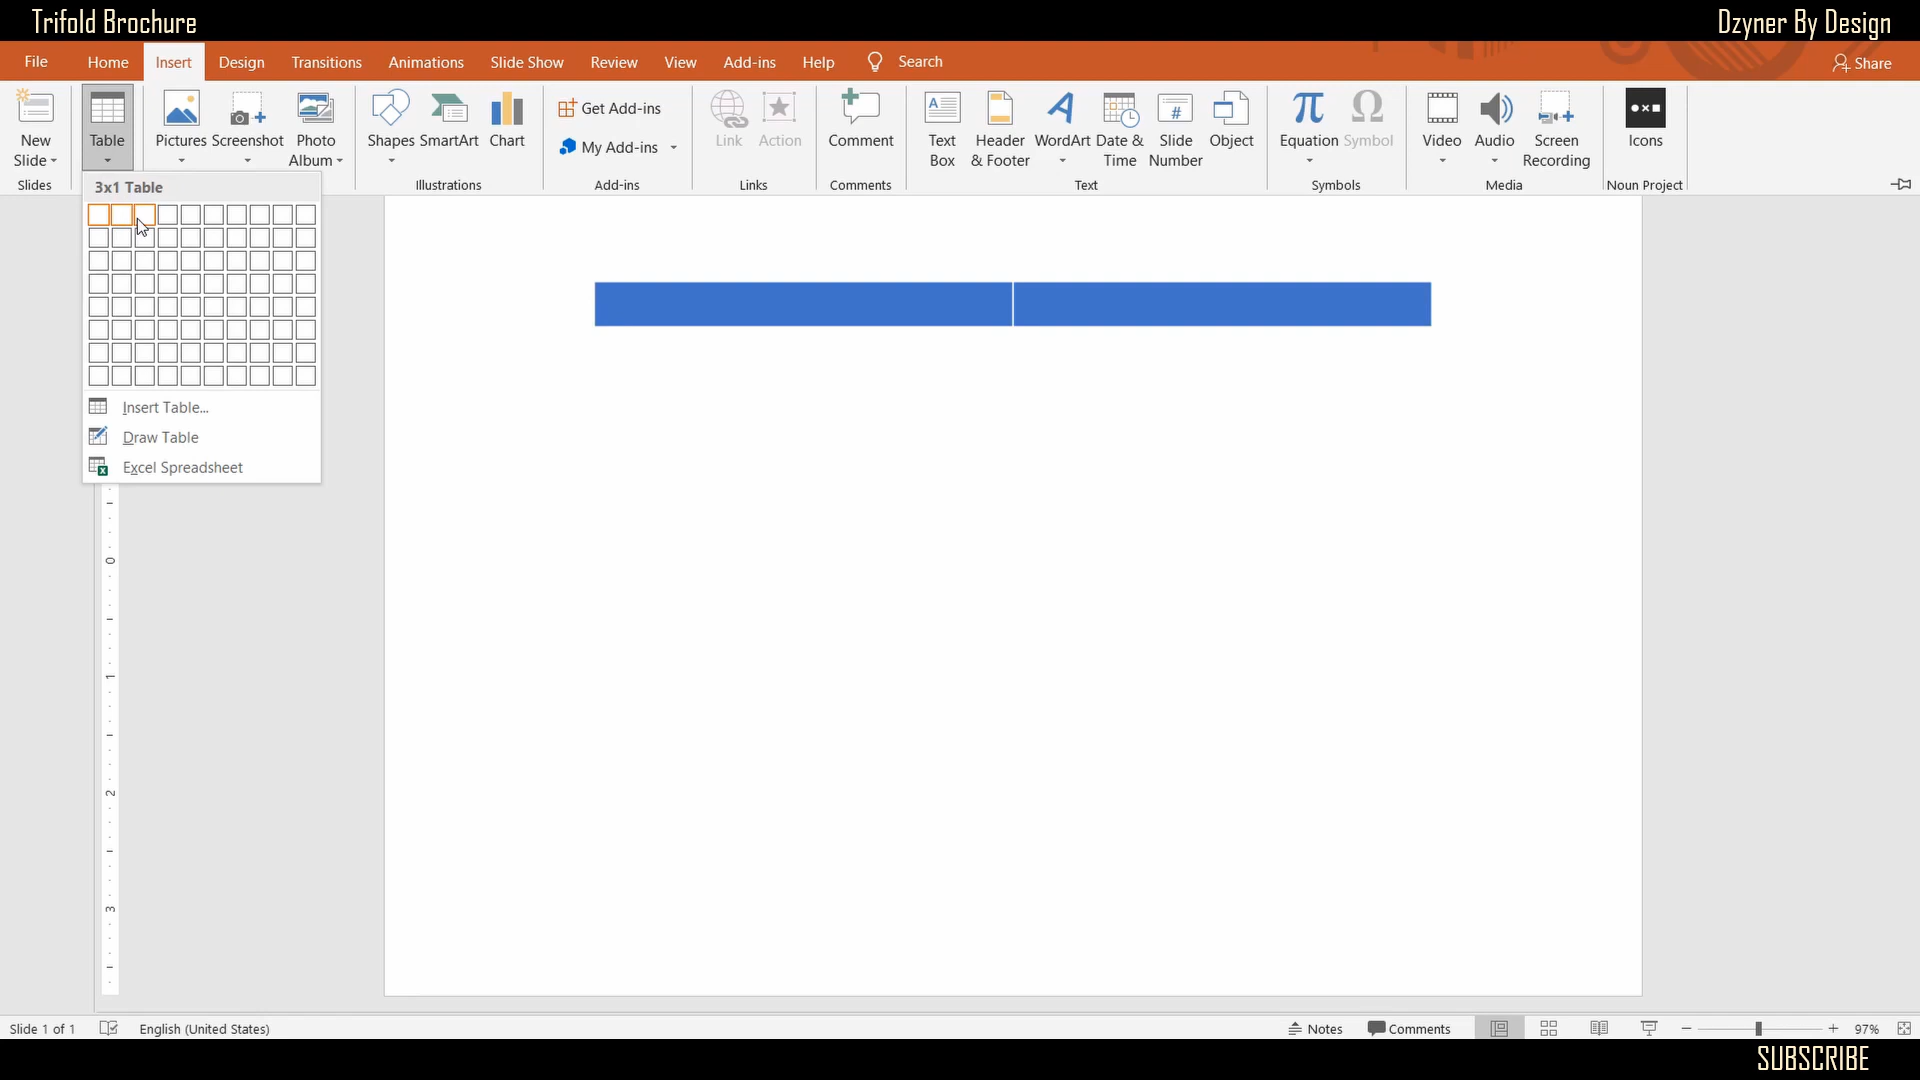 Trifold Brochure
Dzyner By Design
File Home Insert Design Transitions Animations Slide Show Review View Add-ins Help Search Share
New Slide
Table
Pictures
Screenshot
Photo Album
Shapes
SmartArt
Chart
Get Add-ins
My Add-ins
Link
Action
Comment
Text Box
Header & Footer
WordArt
Date & Time
Slide Number
Object
Equation
Symbol
Video
Audio
Screen Recording
Icons
Slides
Illustrations
Add-ins
Links
Comments
Text
Symbols
Media
Noun Project
3x1 Table
Insert Table...
Draw Table
Excel Spreadsheet
0
1
2
3
Slide 1 of 1
English (United States)
Notes
Comments
97%
SUBSCRIBE